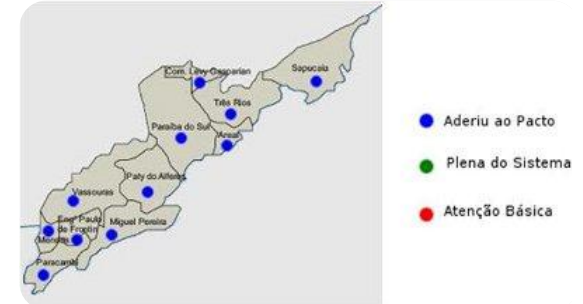 Sapucaia
Com. Levy Gasparian
Três Rios
Paraíba do Sul
Areal
Paty do Alferes
Vassouras
Engº Paulo
de Frontin
Miguel Pereira
Mendes
Paracambi
Aderiu ao Pacto
Plena do Sistema
Atenção Básica